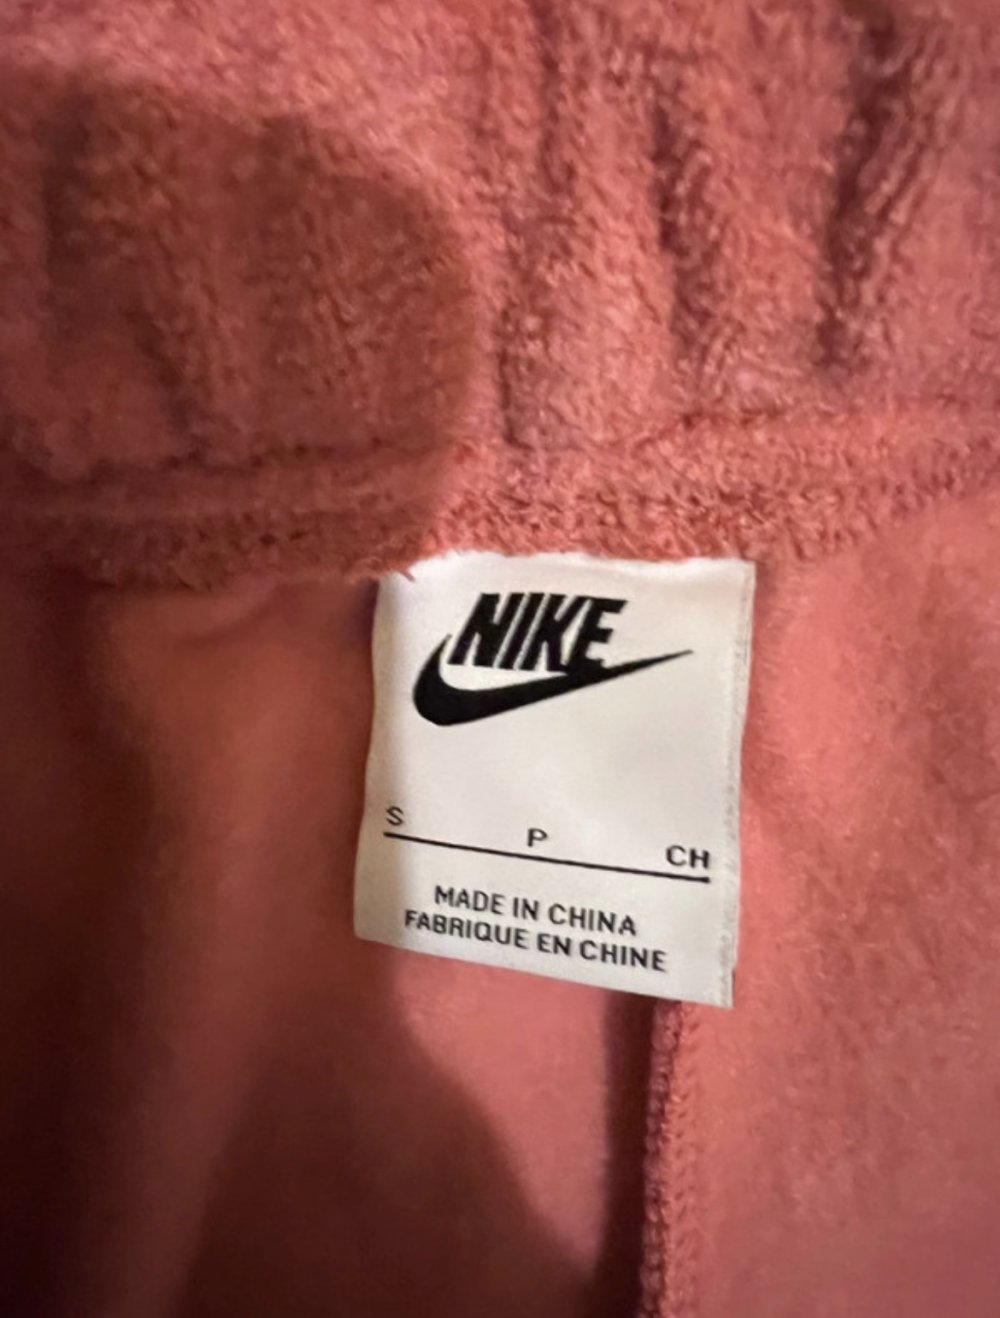 NIKE
S P CH
MADE IN CHINA
FABRIQUE EN CHINE